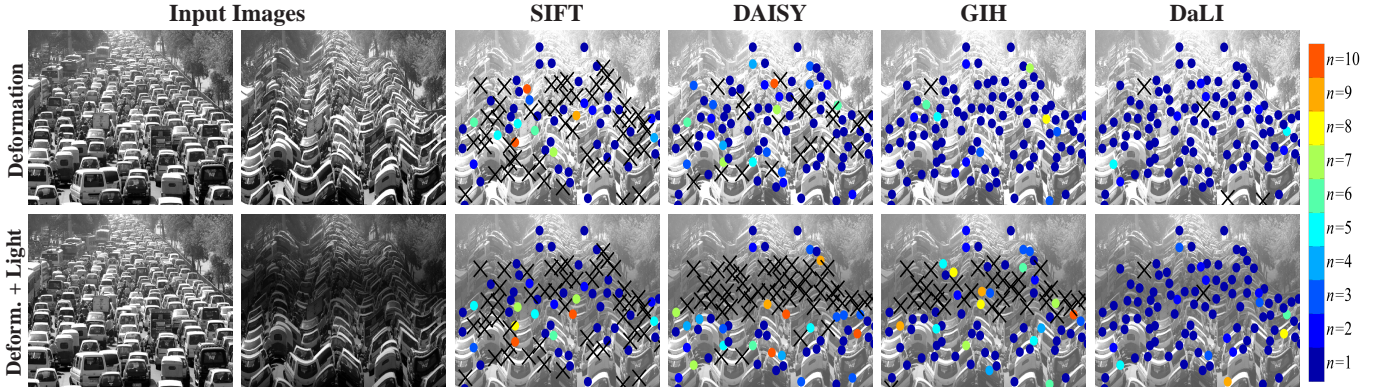 Input Images SIFT DAISY GIH DaLI
Deformation
Deform. + Light
n=10
n=9
n=8
n=7
n=6
n=5
n=4
n=3
n=2
n=1